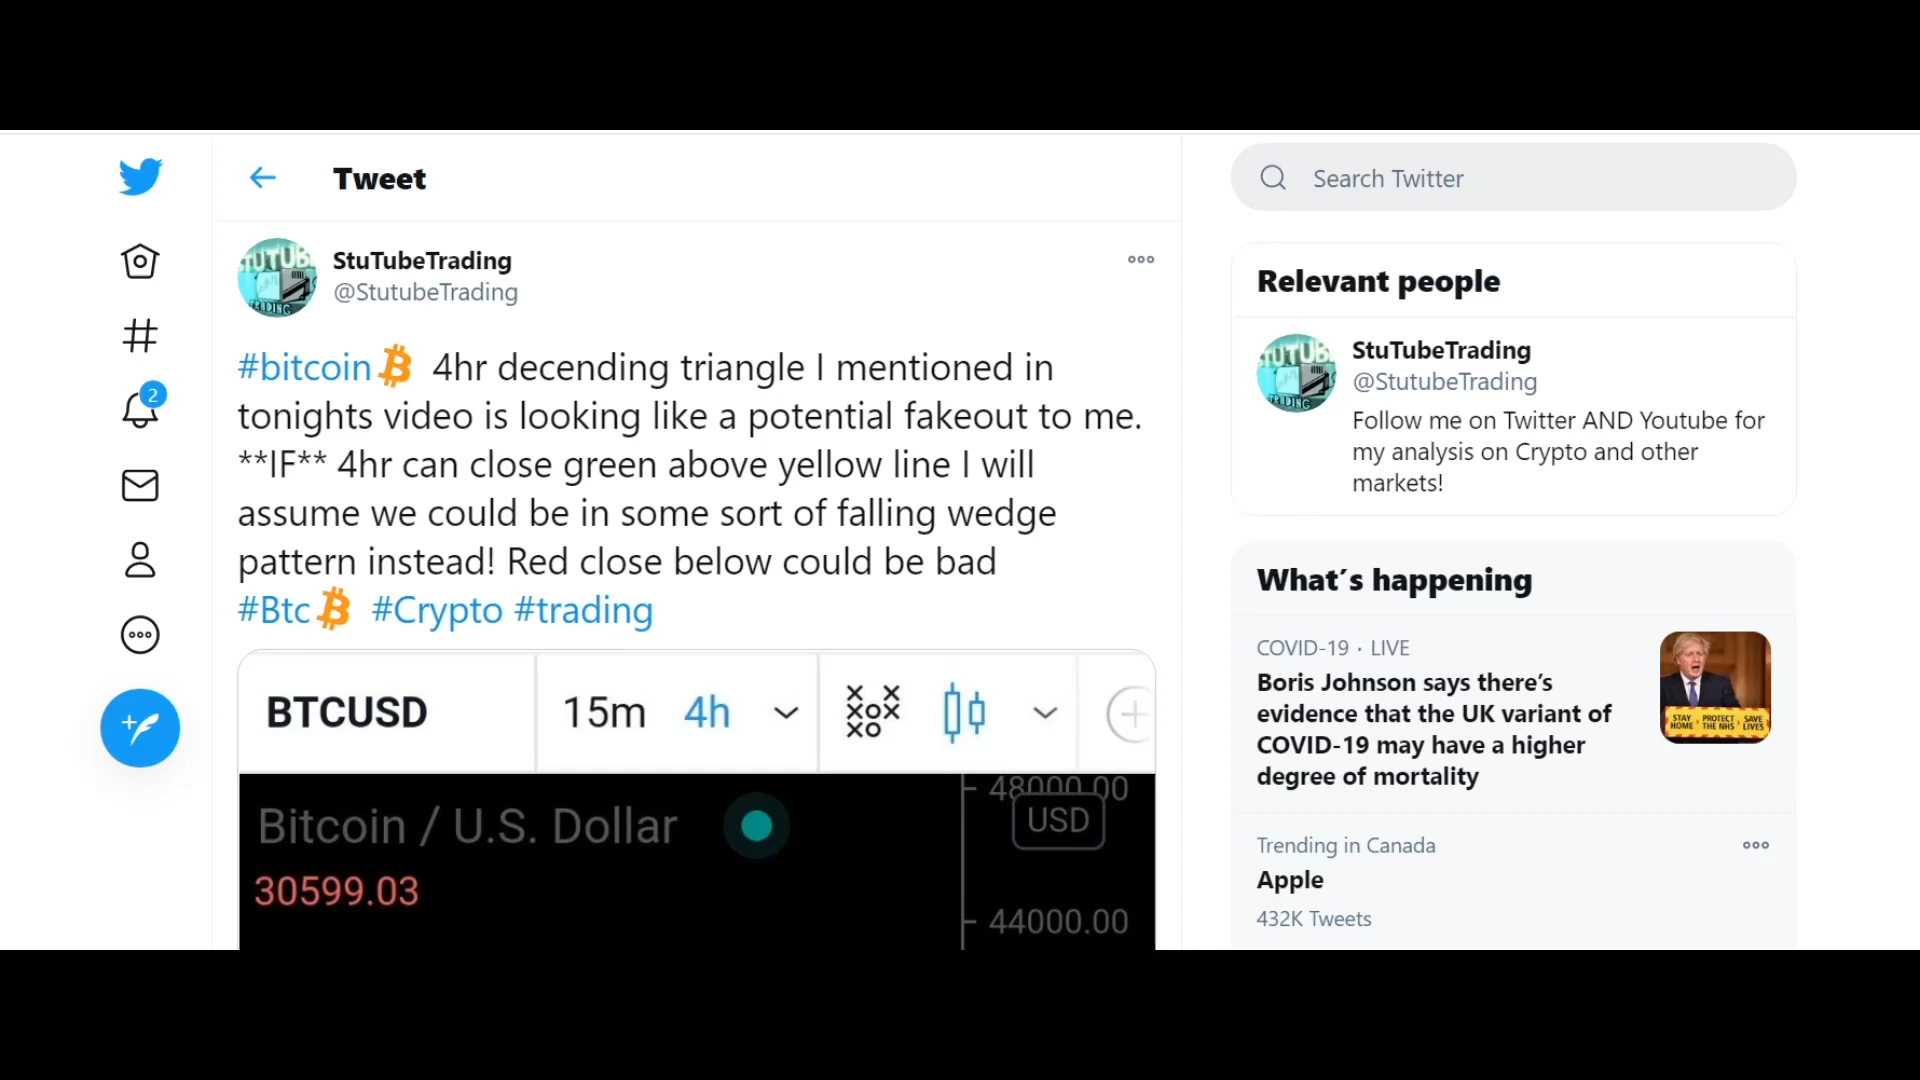 Tweet
StuTubeTrading
@StutubeTrading
#bitcoin 4hr decending triangle I mentioned in
tonights video is looking like a potential fakeout to me.
**IF** 4hr can close green above yellow line I will
assume we could be in some sort of falling wedge
pattern instead! Red close below could be bad
#Btc #Crypto #trading
BTCUSD 15m 4h
Bitcoin / U.S. Dollar
30599.03
48000.00
USD
44000.00
2
Search Twitter
Relevant people
StuTubeTrading
@StutubeTrading
Follow me on Twitter AND Youtube for
my analysis on Crypto and other
markets!
What's happening
COVID-19 · LIVE
Boris Johnson says there's
evidence that the UK variant of
COVID-19 may have a higher
degree of mortality
STAY HOME PROTECT THE NHS SAVE LIVES
Trending in Canada
Apple
432K Tweets